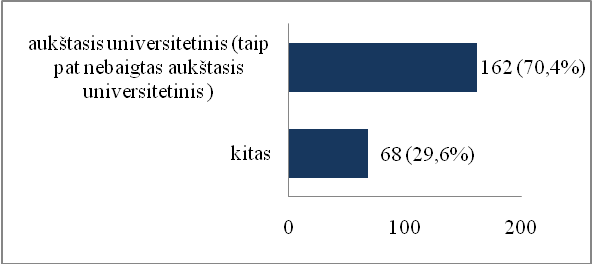 aukštasis universitetinis (taip
pat nebaigtas aukštasis
universitetinis )
162 (70,4%)
kitas
68 (29,6%)
0
100
200